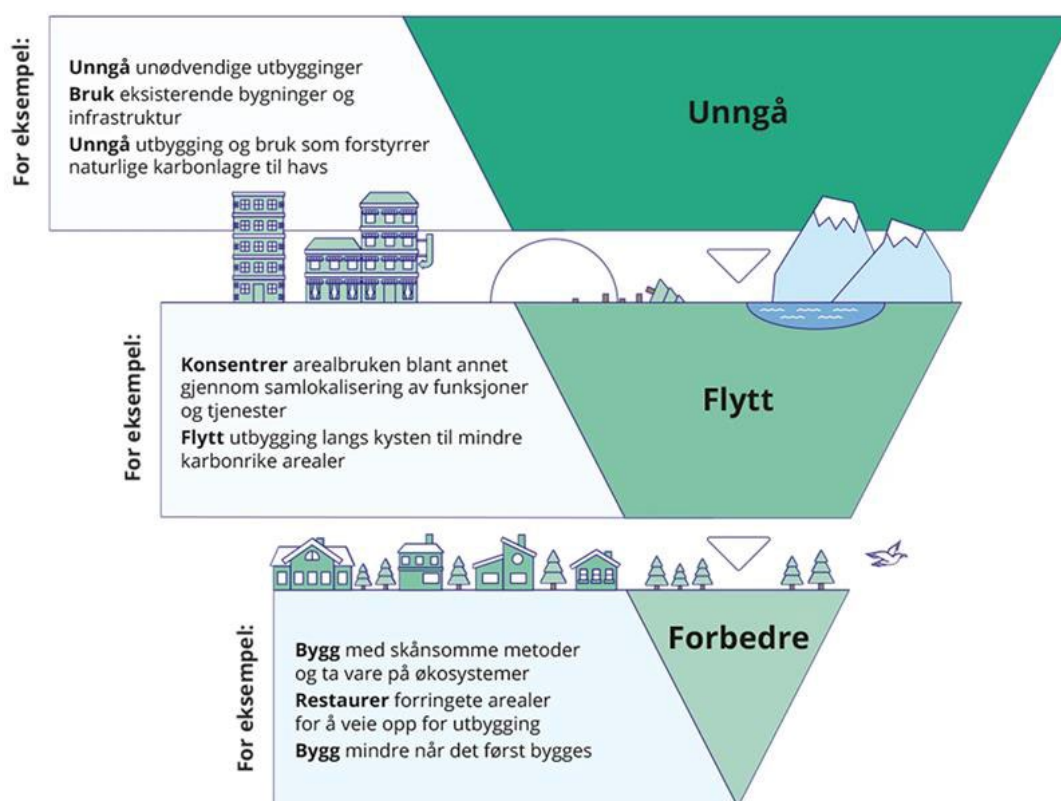 For eksempel:
Unngå unødvendige utbygginger
Bruk eksisterende bygninger og
infrastruktur
Unngå utbygging og bruk som forstyrrer
naturlige karbonlagre til havs
Unngå
For eksempel:
Konsentrer arealbruken blant annet
gjennom samlokalisering av funksjoner
og tjenester
Flytt utbygging langs kysten til mindre
karbonrike arealer
Flytt
For eksempel:
Bygg med skånsomme metoder
og ta vare på økosystemer
Restaurer forringete arealer
for å veie opp for utbygging
Bygg mindre når det først bygges
Forbedre